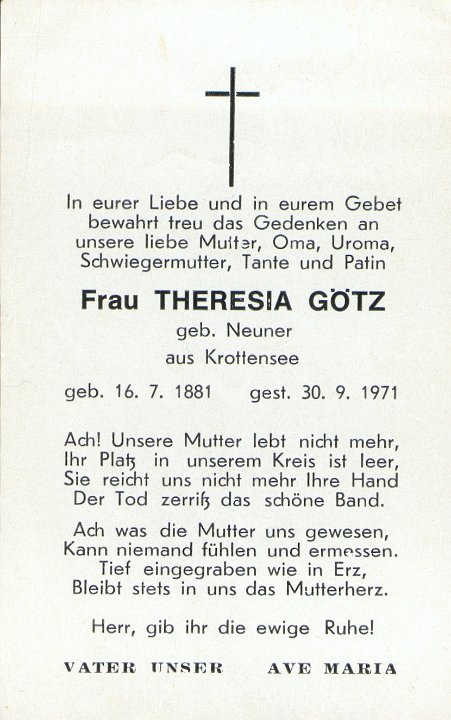 In eurer Liebe und in eurem Gebet
bewahrt treu das Gedenken an
unsere liebe Mutter, Oma, Uroma,
Schwiegermutter, Tante und Patin
Frau THERESIA GÖTZ
geb. Neuner
aus Krottensee
geb. 16. 7. 1881 gest. 30. 9. 1971
Ach! Unsere Mutter lebt nicht mehr,
Ihr Platz in unserem Kreis ist leer,
Sie reicht uns nicht mehr Ihre Hand
Der Tod zerriß das schöne Band.
Ach was die Mutter uns gewesen,
Kann niemand fühlen und ermessen.
Tief eingegraben wie in Erz,
Bleibt stets in uns das Mutterherz.
Herr, gib ihr die ewige Ruhe!
VATER UNSER AVE MARIA